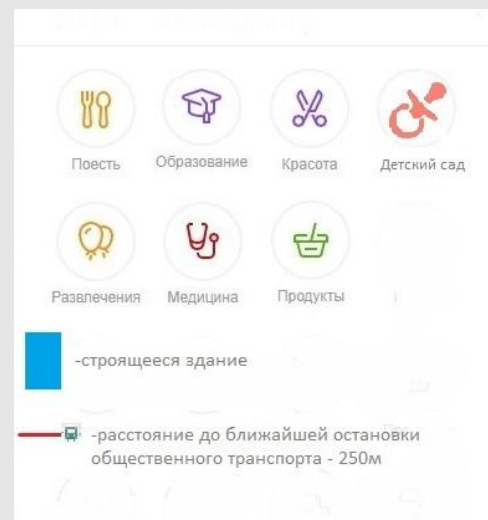 Поесть Образование Красота Детский сад
Развлечения Медицина Продукты
-строящееся здание
-расстояние до ближайшей остановки
общественного транспорта - 250м